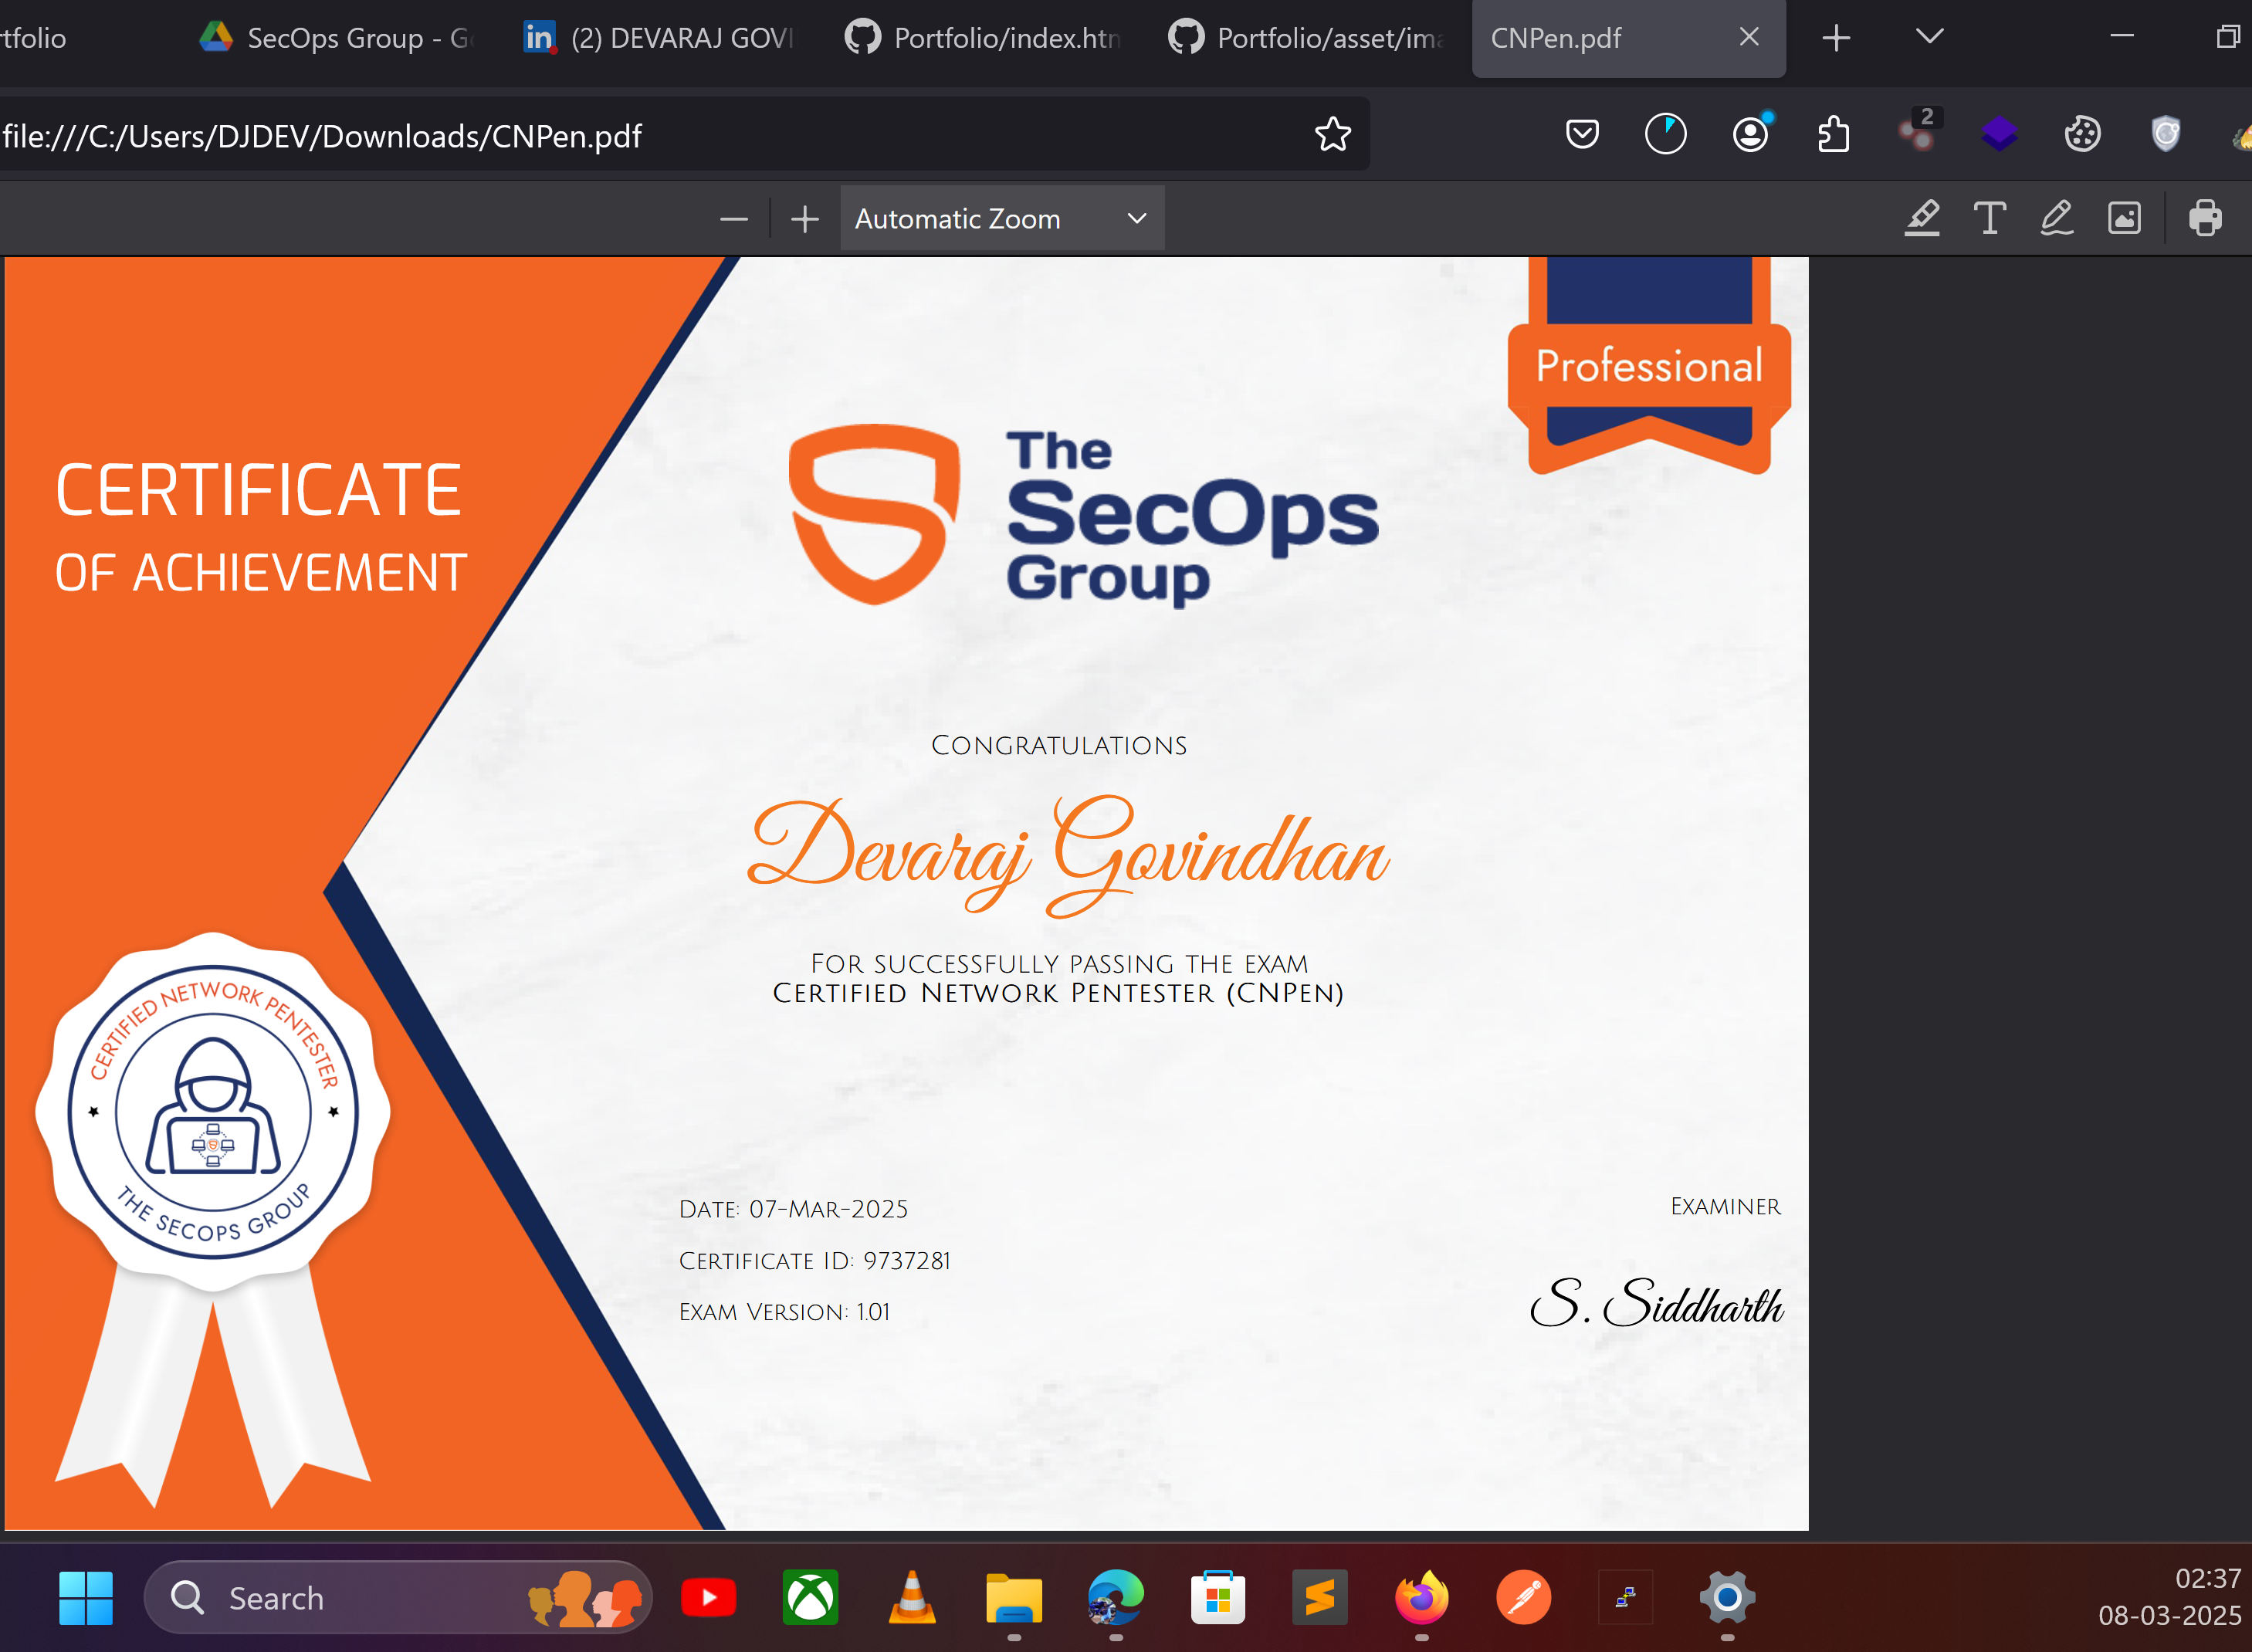 tfolio
SecOps Group - G
(2) DEVARAJ GOVI
Portfolio/index.htm
Portfolio/asset/ima
CNPen.pdf
file:///C:/Users/DJDEV/Downloads/CNPen.pdf
2
Automatic Zoom
Professional
CERTIFICATE
OF ACHIEVEMENT
The
SecOps
Group
Congratulations
Devaraj Govindhan
For successfully passing the exam
Certified Network Pentester (CNPen)
CERTIFIED NETWORK PENTESTER
THE SECOPS GROUP
Date: 07-Mar-2025
Certificate ID: 9737281
Exam Version: 1.01
Examiner
S. Siddharth
Search
02:37
08-03-2025